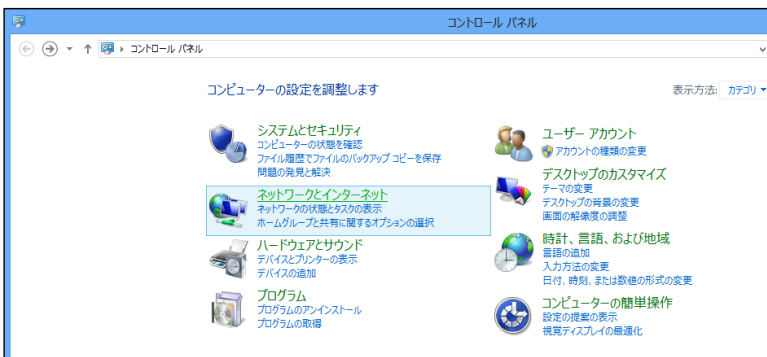 コントロール パネル
コントロール パネル
コンピューターの設定を調整します
表示方法: カテゴリ
システムとセキュリティ
コンピューターの状態を確認
ファイル履歴でファイルのバックアップ コピーを保存
問題の発見と解決
ネットワークとインターネット
ネットワークの状態とタスクの表示
ホームグループと共有に関するオプションの選択
ハードウェアとサウンド
デバイスとプリンターの表示
デバイスの追加
プログラム
プログラムのアンインストール
プログラムの取得
ユーザー アカウント
アカウントの種類の変更
デスクトップのカスタマイズ
テーマの変更
デスクトップの背景の変更
画面の解像度の調整
時計、言語、および地域
言語の追加
入力方法の変更
日付、時刻、または数値の形式の変更
コンピューターの簡単操作
設定の提案の表示
視覚ディスプレイの最適化